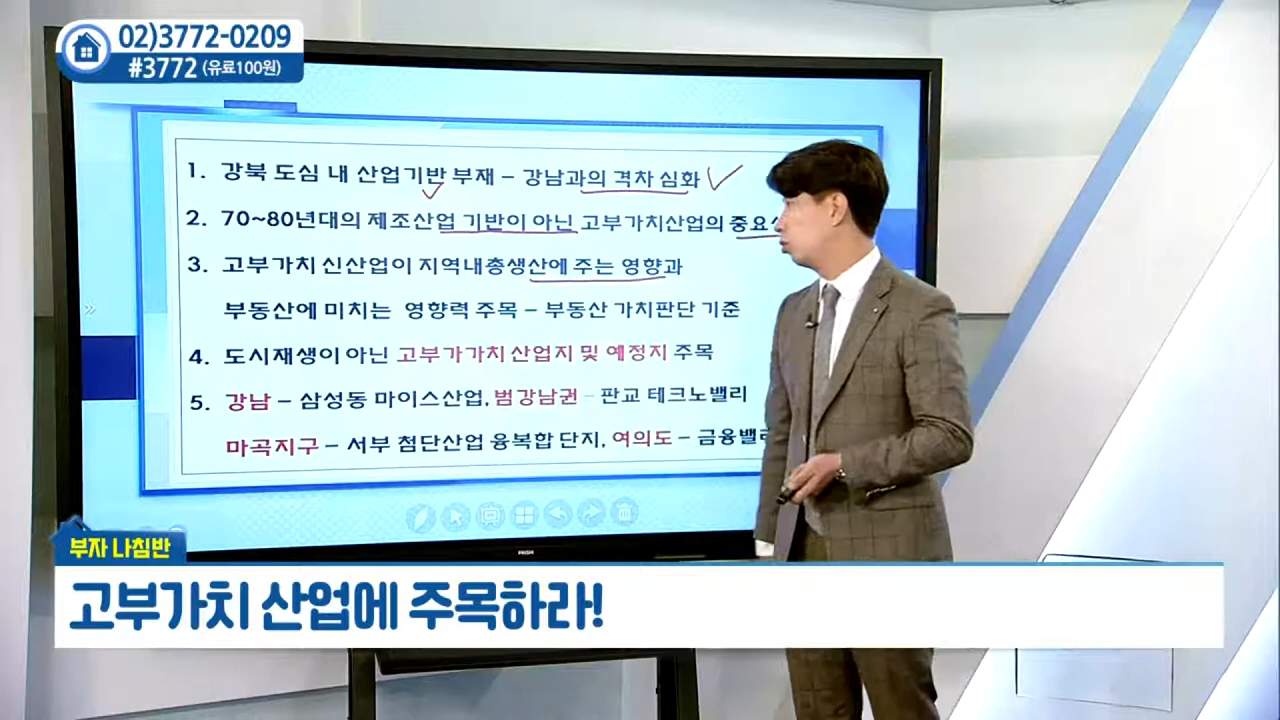 02)3772-0209
#3772 (유료100원)
1. 강북 도심 내 산업기반 부재 – 강남과의 격차 심화
2. 70~80년대의 제조산업 기반이 아닌 고부가가치산업의 중요
3. 고부가가치 신산업이 지역내총생산에 주는 영향과
부동산에 미치는 영향력 주목 – 부동산 가치판단 기준
4. 도시재생이 아닌 고부가가치 산업지 및 예정지 주목
5. 강남 – 삼성동 마이스산업, 범강남권 – 판교 테크노밸리
마곡지구 – 서부 첨단산업 융복합 단지, 여의도 – 금융밸
PRISM
부자 나침반
고부가가치 산업에 주목하라!